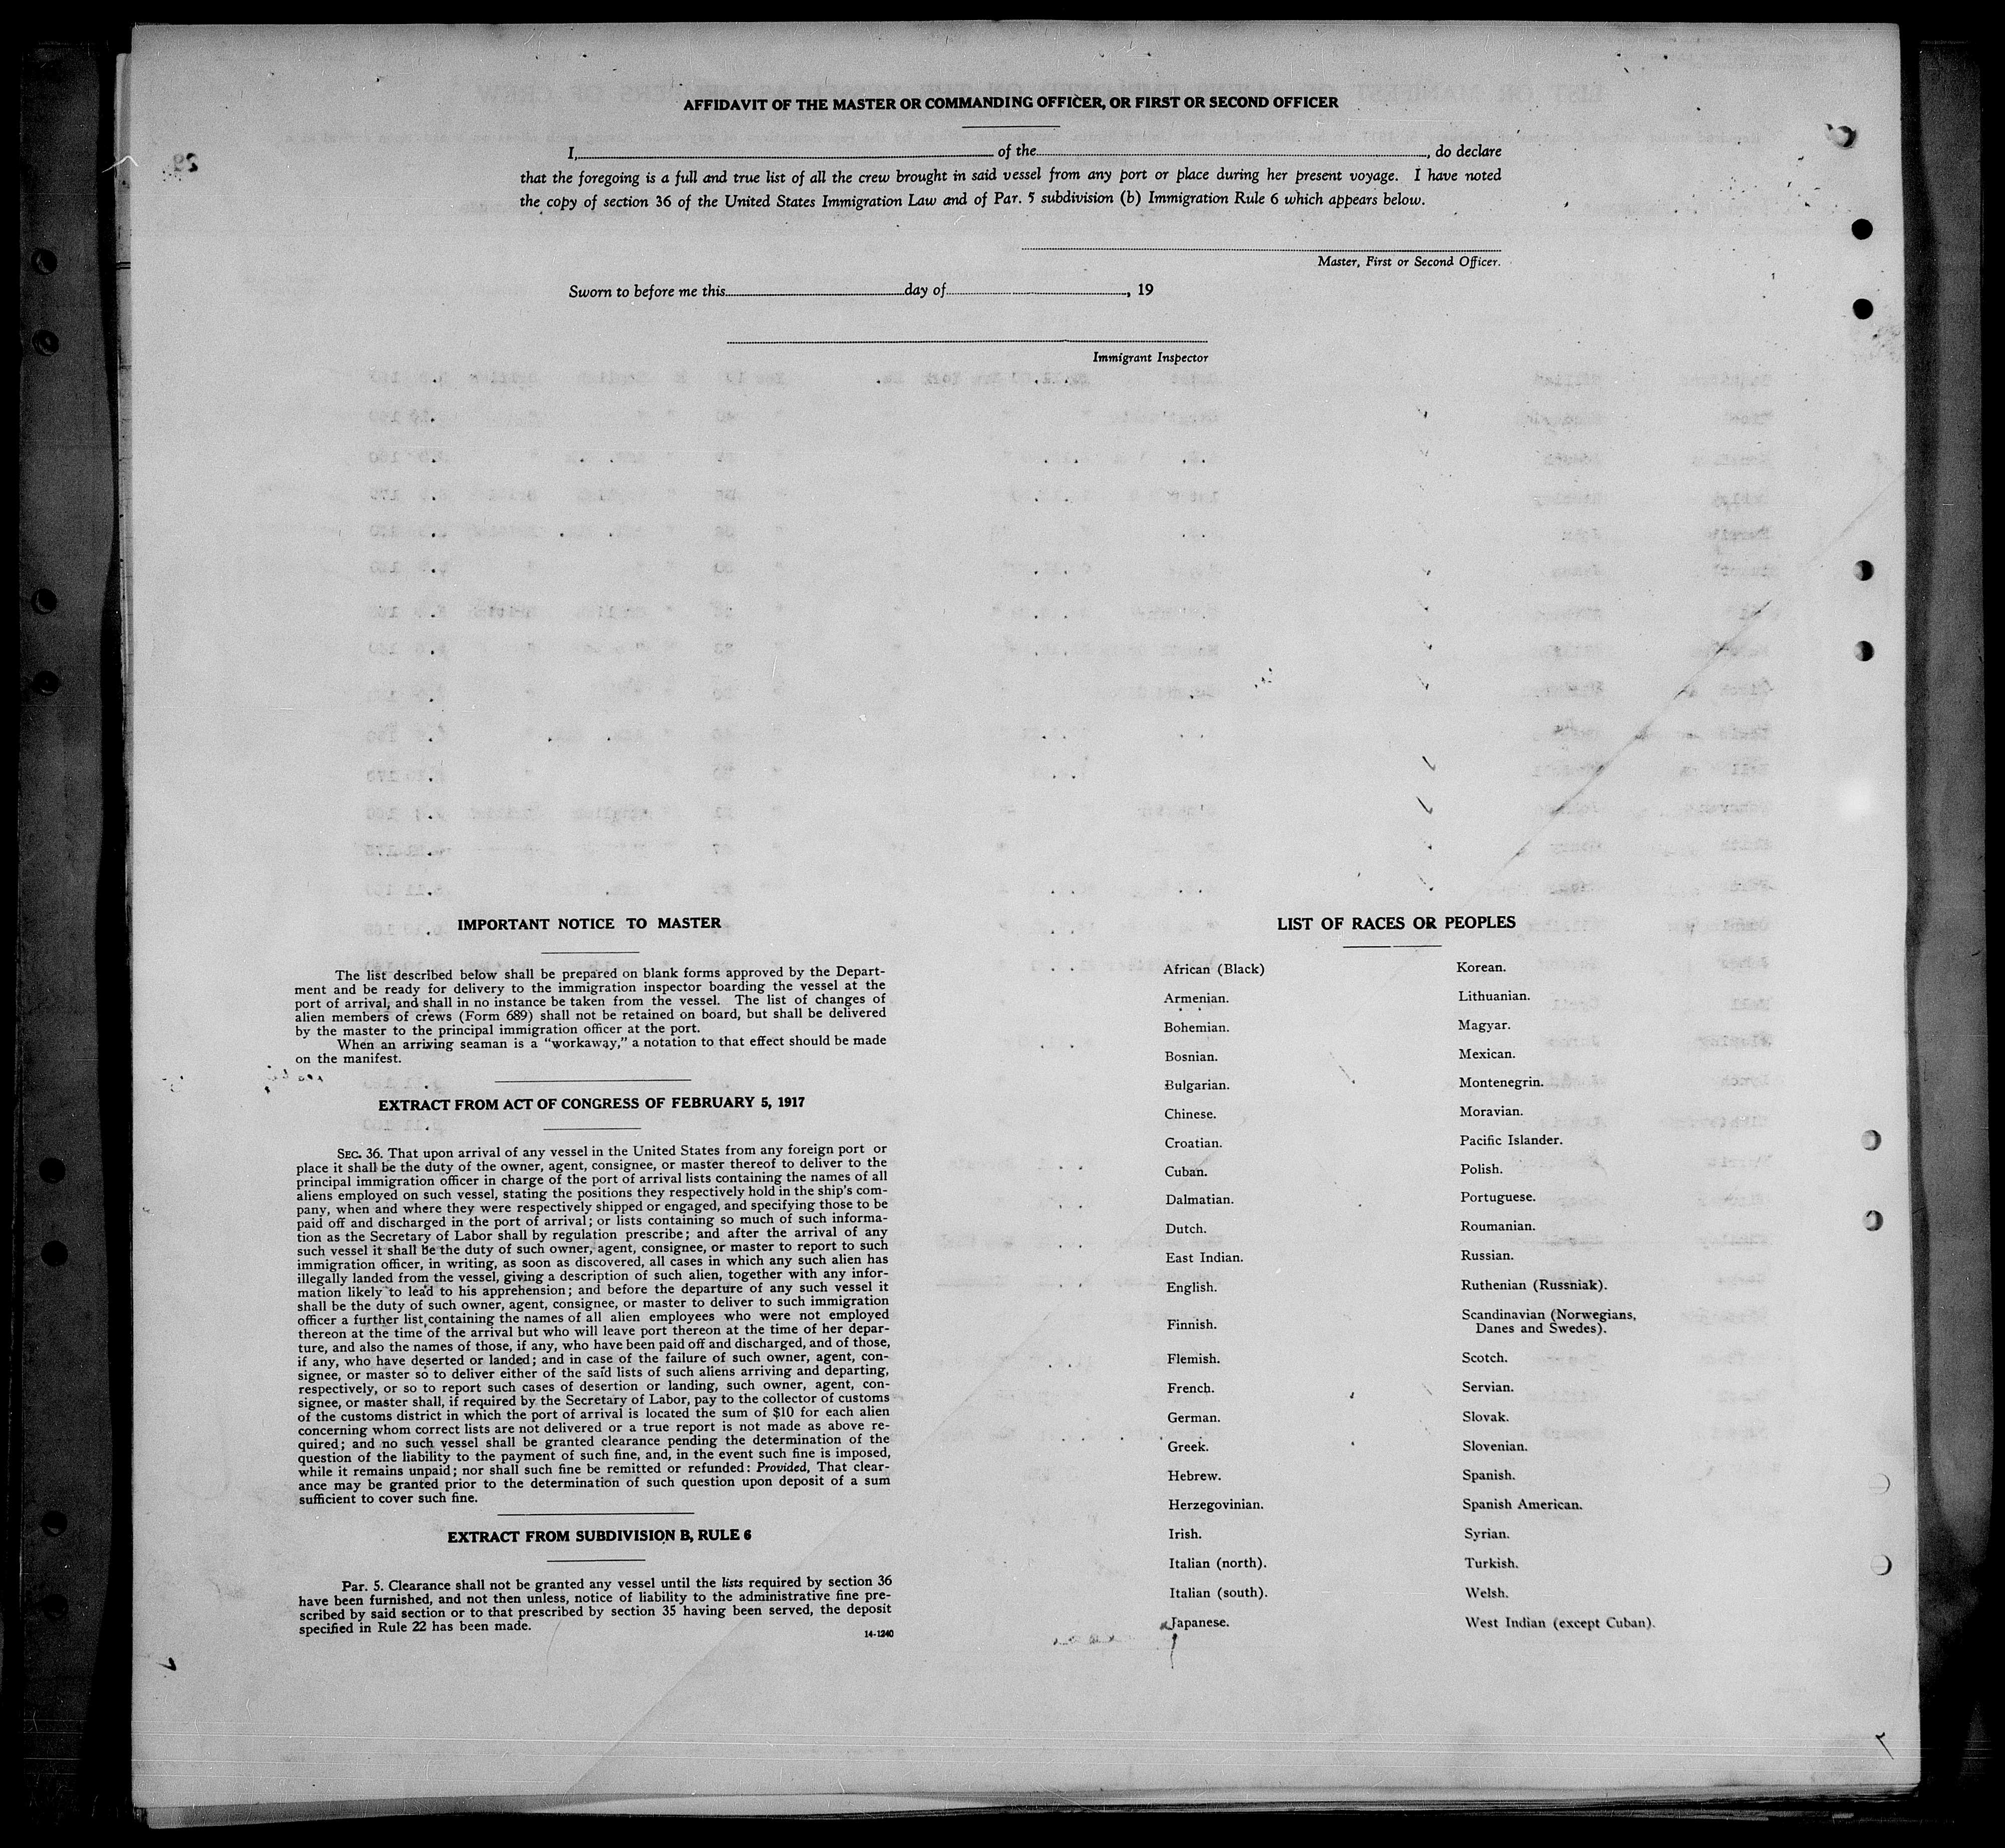 AFFIDAVIT OF THE MASTER OR COMMANDING OFFICER, OR FIRST OR SECOND OFFICER
I, of the , do declare
that the foregoing is a full and true list of all the crew brought in said vessel from any port or place during her present voyage. I have noted
the copy of section 36 of the United States Immigration Law and of Par. 5 subdivision (b) Immigration Rule 6 which appears below.
Master, First or Second Officer.
Sworn to before me this day of , 19
Immigrant Inspector
IMPORTANT NOTICE TO MASTER
The list described below shall be prepared on blank forms approved by the Depart-
ment and be ready for delivery to the immigration inspector boarding the vessel at the
port of arrival, and shall in no instance be taken from the vessel. The list of changes of
alien members of crews (Form 689) shall not be retained on board, but shall be delivered
by the master to the principal immigration officer at the port.
When an arriving seaman is a "workaway," a notation to that effect should be made
on the manifest.
EXTRACT FROM ACT OF CONGRESS OF FEBRUARY 5, 1917
SEC. 36. That upon arrival of any vessel in the United States from any foreign port or
place it shall be the duty of the owner, agent, consignee, or master thereof to deliver to the
principal immigration officer in charge of the port of arrival lists containing the names of all
aliens employed on such vessel, stating the positions they respectively hold in the ship's com-
pany, when and where they were respectively shipped or engaged, and specifying those to be
paid off and discharged in the port of arrival; or lists containing so much of such informa-
tion as the Secretary of Labor shall by regulation prescribe; and after the arrival of any
such vessel it shall be the duty of such owner, agent, consignee, or master to report to such
immigration officer, in writing, as soon as discovered, all cases in which any such alien has
illegally landed from the vessel, giving a description of such alien, together with any infor-
mation likely to lead to his apprehension; and before the departure of any such vessel it
shall be the duty of such owner, agent, consignee, or master to deliver to such immigration
officer a further list containing the names of all alien employees who were not employed
thereon at the time of the arrival but who will leave port thereon at the time of her depar-
ture, and also the names of those, if any, who have been paid off and discharged, and of those,
if any, who have deserted or landed; and in case of the failure of such owner, agent, con-
signee, or master so to deliver either of the said lists of such aliens arriving and departing,
respectively, or so to report such cases of desertion or landing, such owner, agent, con-
signee, or master shall, if required by the Secretary of Labor, pay to the collector of customs
of the customs district in which the port of arrival is located the sum of $10 for each alien
concerning whom correct lists are not delivered or a true report is not made as above re-
quired; and no such vessel shall be granted clearance pending the determination of the
question of the liability to the payment of such fine, and, in the event such fine is imposed,
while it remains unpaid; nor shall such fine be remitted or refunded: Provided, That clear-
ance may be granted prior to the determination of such question upon deposit of a sum
sufficient to cover such fine.
EXTRACT FROM SUBDIVISION B, RULE 6
Par. 5. Clearance shall not be granted any vessel until the lists required by section 36
have been furnished, and not then unless, notice of liability to the administrative fine pre-
scribed by said section or to that prescribed by section 35 having been served, the deposit
specified in Rule 22 has been made.
14-1240
LIST OF RACES OR PEOPLES
African (Black)
Armenian.
Bohemian.
Bosnian.
Bulgarian.
Chinese.
Croatian.
Cuban.
Dalmatian.
Dutch.
East Indian.
English.
Finnish.
Flemish.
French.
German.
Greek.
Hebrew.
Herzegovinian.
Irish.
Italian (north).
Italian (south).
Japanese.
Korean.
Lithuanian.
Magyar.
Mexican.
Montenegrin.
Moravian.
Pacific Islander.
Polish.
Portuguese.
Roumanian.
Russian.
Ruthenian (Russniak).
Scandinavian (Norwegians,
Danes and Swedes).
Scotch.
Servian.
Slovak.
Slovenian.
Spanish.
Spanish American.
Syrian.
Turkish.
Welsh.
West Indian (except Cuban).